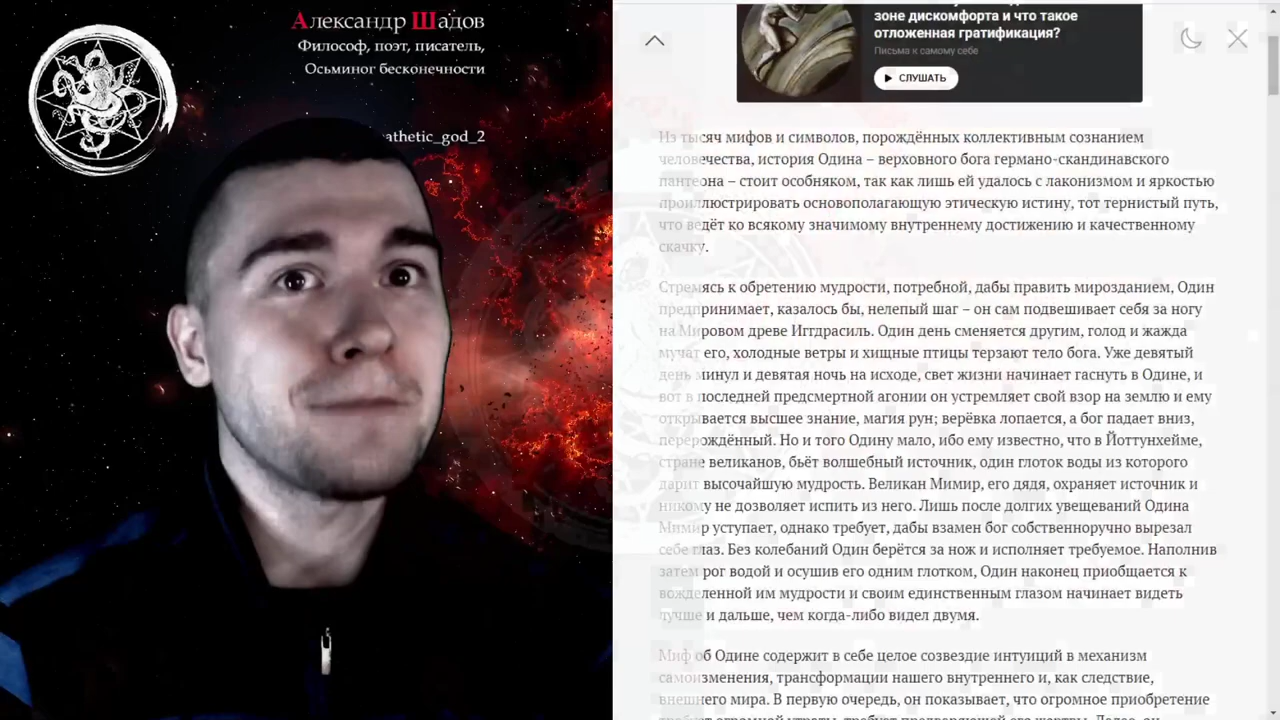 Александр Шадов
Философ, поэт, писатель,
Осьминог бесконечности
athetic_god_2
зоне дискомфорта и что такое
отложенная гратификация?
Письма к самому себе
СЛУШАТЬ
Из тысяч мифов и символов, порождённых коллективным сознанием
человечества, история Одина – верховного бога германо-скандинавского
пантеона – стоит особняком, так как лишь ей удалось с лаконизмом и яркостью
проиллюстрировать основополагающую этическую истину, тот тернистый путь,
что ведёт ко всякому значимому внутреннему достижению и качественному
скачку.
Стремясь к обретению мудрости, потребной, дабы править мирозданием, Один
предпринимает, казалось бы, нелепый шаг – он сам подвешивает себя за ногу
на Мировом древе Иггдрасиль. Один день сменяется другим, голод и жажда
мучат его, холодные ветры и хищные птицы терзают тело бога. Уже девятый
день минул и девятая ночь на исходе, свет жизни начинает гаснуть в Одине, и
вот в последней предсмертной агонии он устремляет свой взор на землю и ему
открывается высшее знание, магия рун; верёвка лопается, а бог падает вниз,
перерождённый. Но и того Одину мало, ибо ему известно, что в Йоттунхейме,
стране великанов, бьёт волшебный источник, один глоток воды из которого
дарит высочайшую мудрость. Великан Мимир, его дядя, охраняет источник и
никому не дозволяет испить из него. Лишь после долгих увещеваний Одина
Мимир уступает, однако требует, дабы взамен бог собственноручно вырезал
себе глаз. Без колебаний Один берётся за нож и исполняет требуемое. Наполнив
затем рог водой и осушив его одним глотком, Один наконец приобщается к
вожделенной им мудрости и своим единственным глазом начинает видеть
лучше и дальше, чем когда-либо видел двумя.
Миф об Одине содержит в себе целое созвездие интуиций в механизм
самоизменения, трансформации нашего внутреннего и, как следствие,
внешнего мира. В первую очередь, он показывает, что огромное приобретение